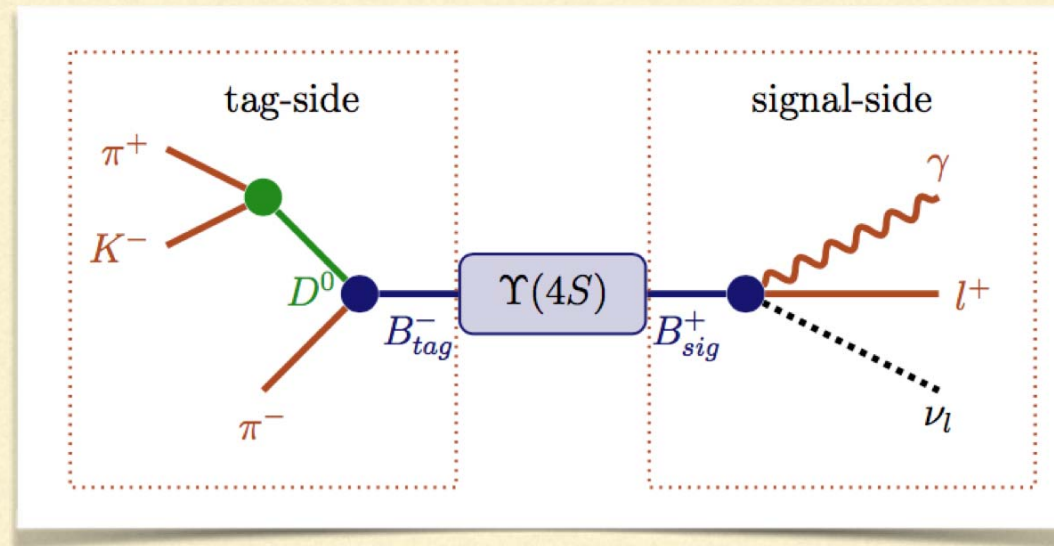 tag-side
signal-side
π⁺
γ
K⁻
D⁰
Υ(4S)
l⁺
B⁻tag
B⁺sig
π⁻
νl